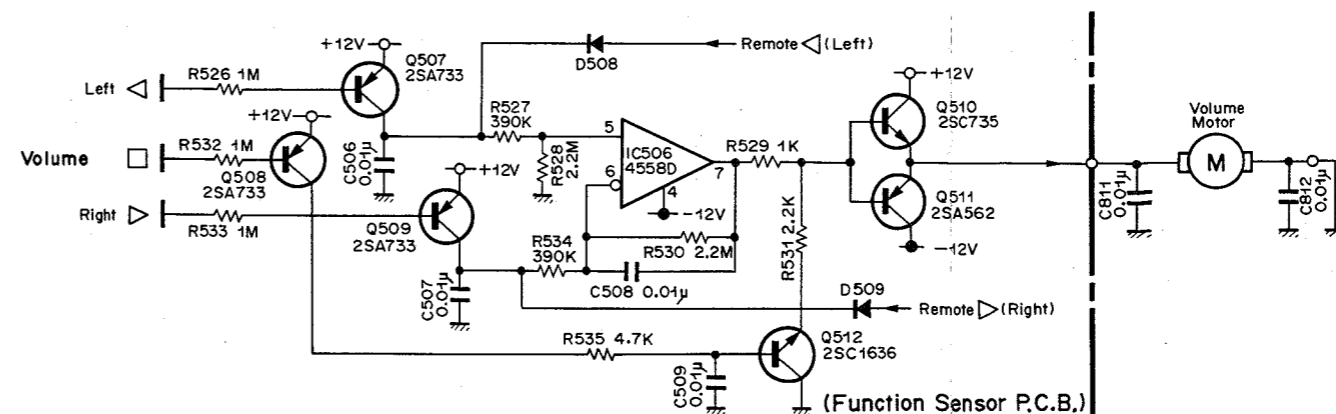 +12V
Q507
2SA733
D508
Remote ◁ (Left)
Left ◁
R526 1M
+12V
R527
390K
+12V
Q510
2SC735
Volume
Motor
Volume □
R532 1M
Q508
2SA733
C506
0.01μ
+12V
R528
2.2M
5
6
IC506
4558D
4
7
-12V
R529 1K
M
Q511
2SA562
-12V
C811
0.01μ
C812
0.01μ
Right ▷
R533 1M
Q509
2SA733
R534
390K
R530 2.2M
R531 2.2K
C507
0.01μ
C508 0.01μ
D509
Remote ▷ (Right)
R535 4.7K
Q512
2SC1636
C509
0.01μ
(Function Sensor P.C.B.)